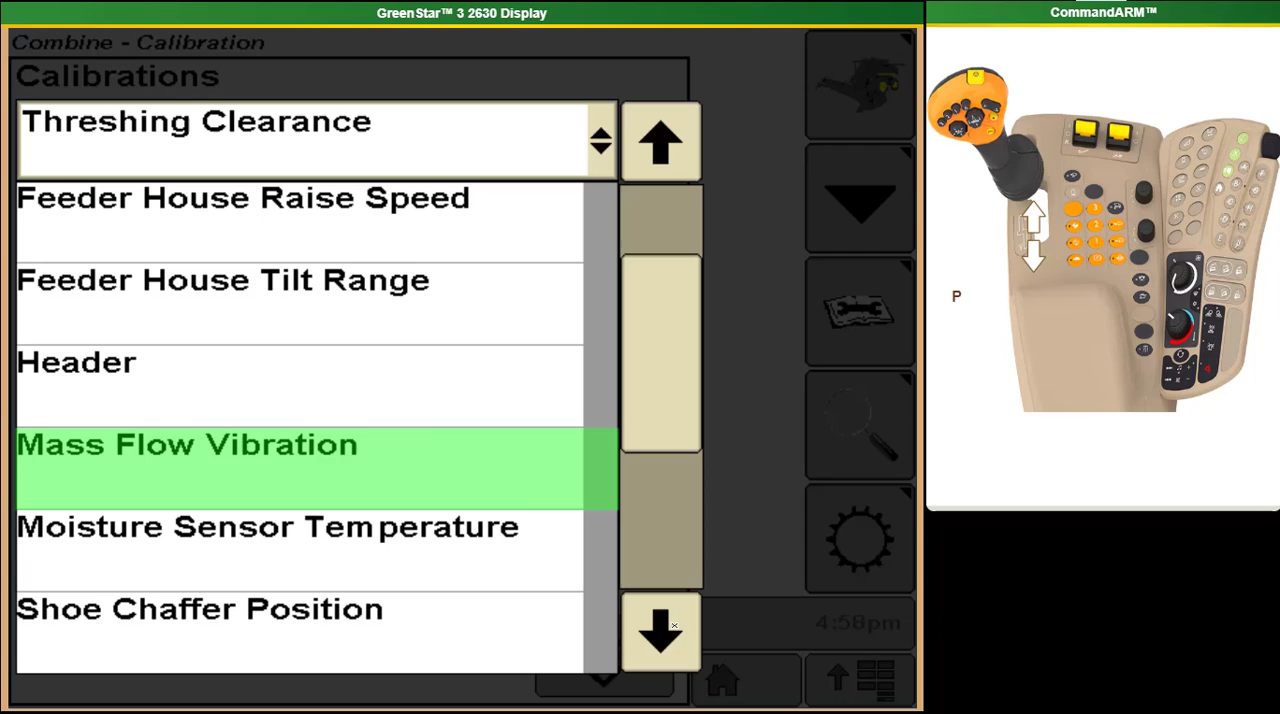 GreenStar™ 3 2630 Display
CommandARM™
Combine - Calibration
Calibrations
Threshing Clearance
Feeder House Raise Speed
Feeder House Tilt Range
Header
Mass Flow Vibration
Moisture Sensor Temperature
Shoe Chaffer Position
4:58pm
P